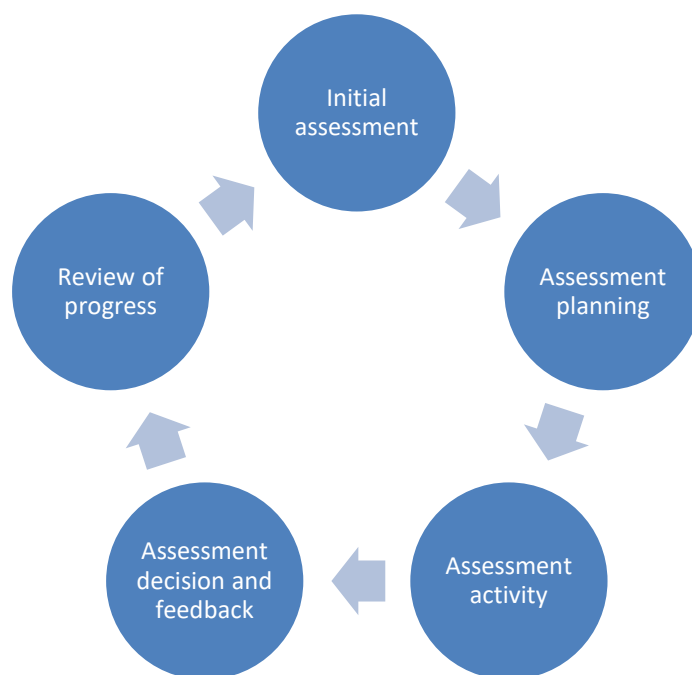 Initial
assessment
Assessment
planning
Assessment
activity
Assessment
decision and
feedback
Review of
progress